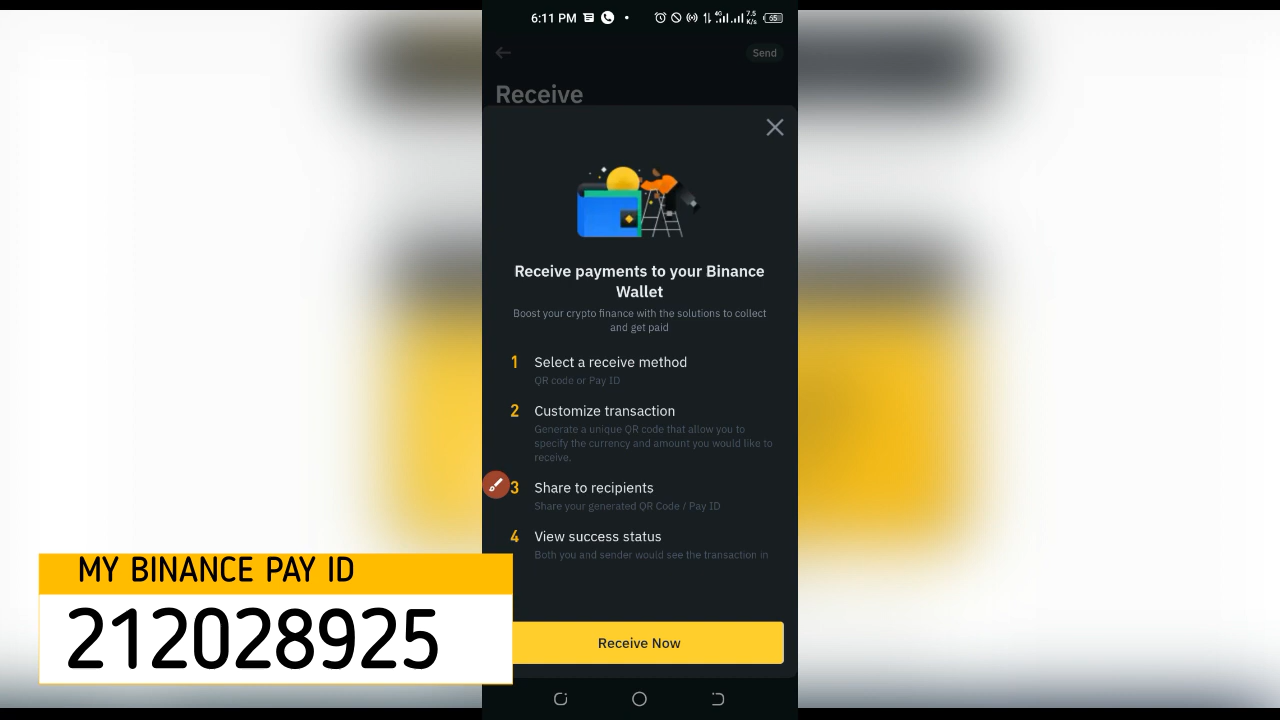 6:11 PM
4G
7.5
K/s
55
Send
Receive
Receive payments to your Binance
Wallet
Boost your crypto finance with the solutions to collect
and get paid
1 Select a receive method
QR code or Pay ID
2 Customize transaction
Generate a unique QR code that allow you to
specify the currency and amount you would like to
receive.
3 Share to recipients
Share your generated QR Code / Pay ID
4 View success status
Both you and sender would see the transaction in
MY BINANCE PAY ID
212028925
Receive Now